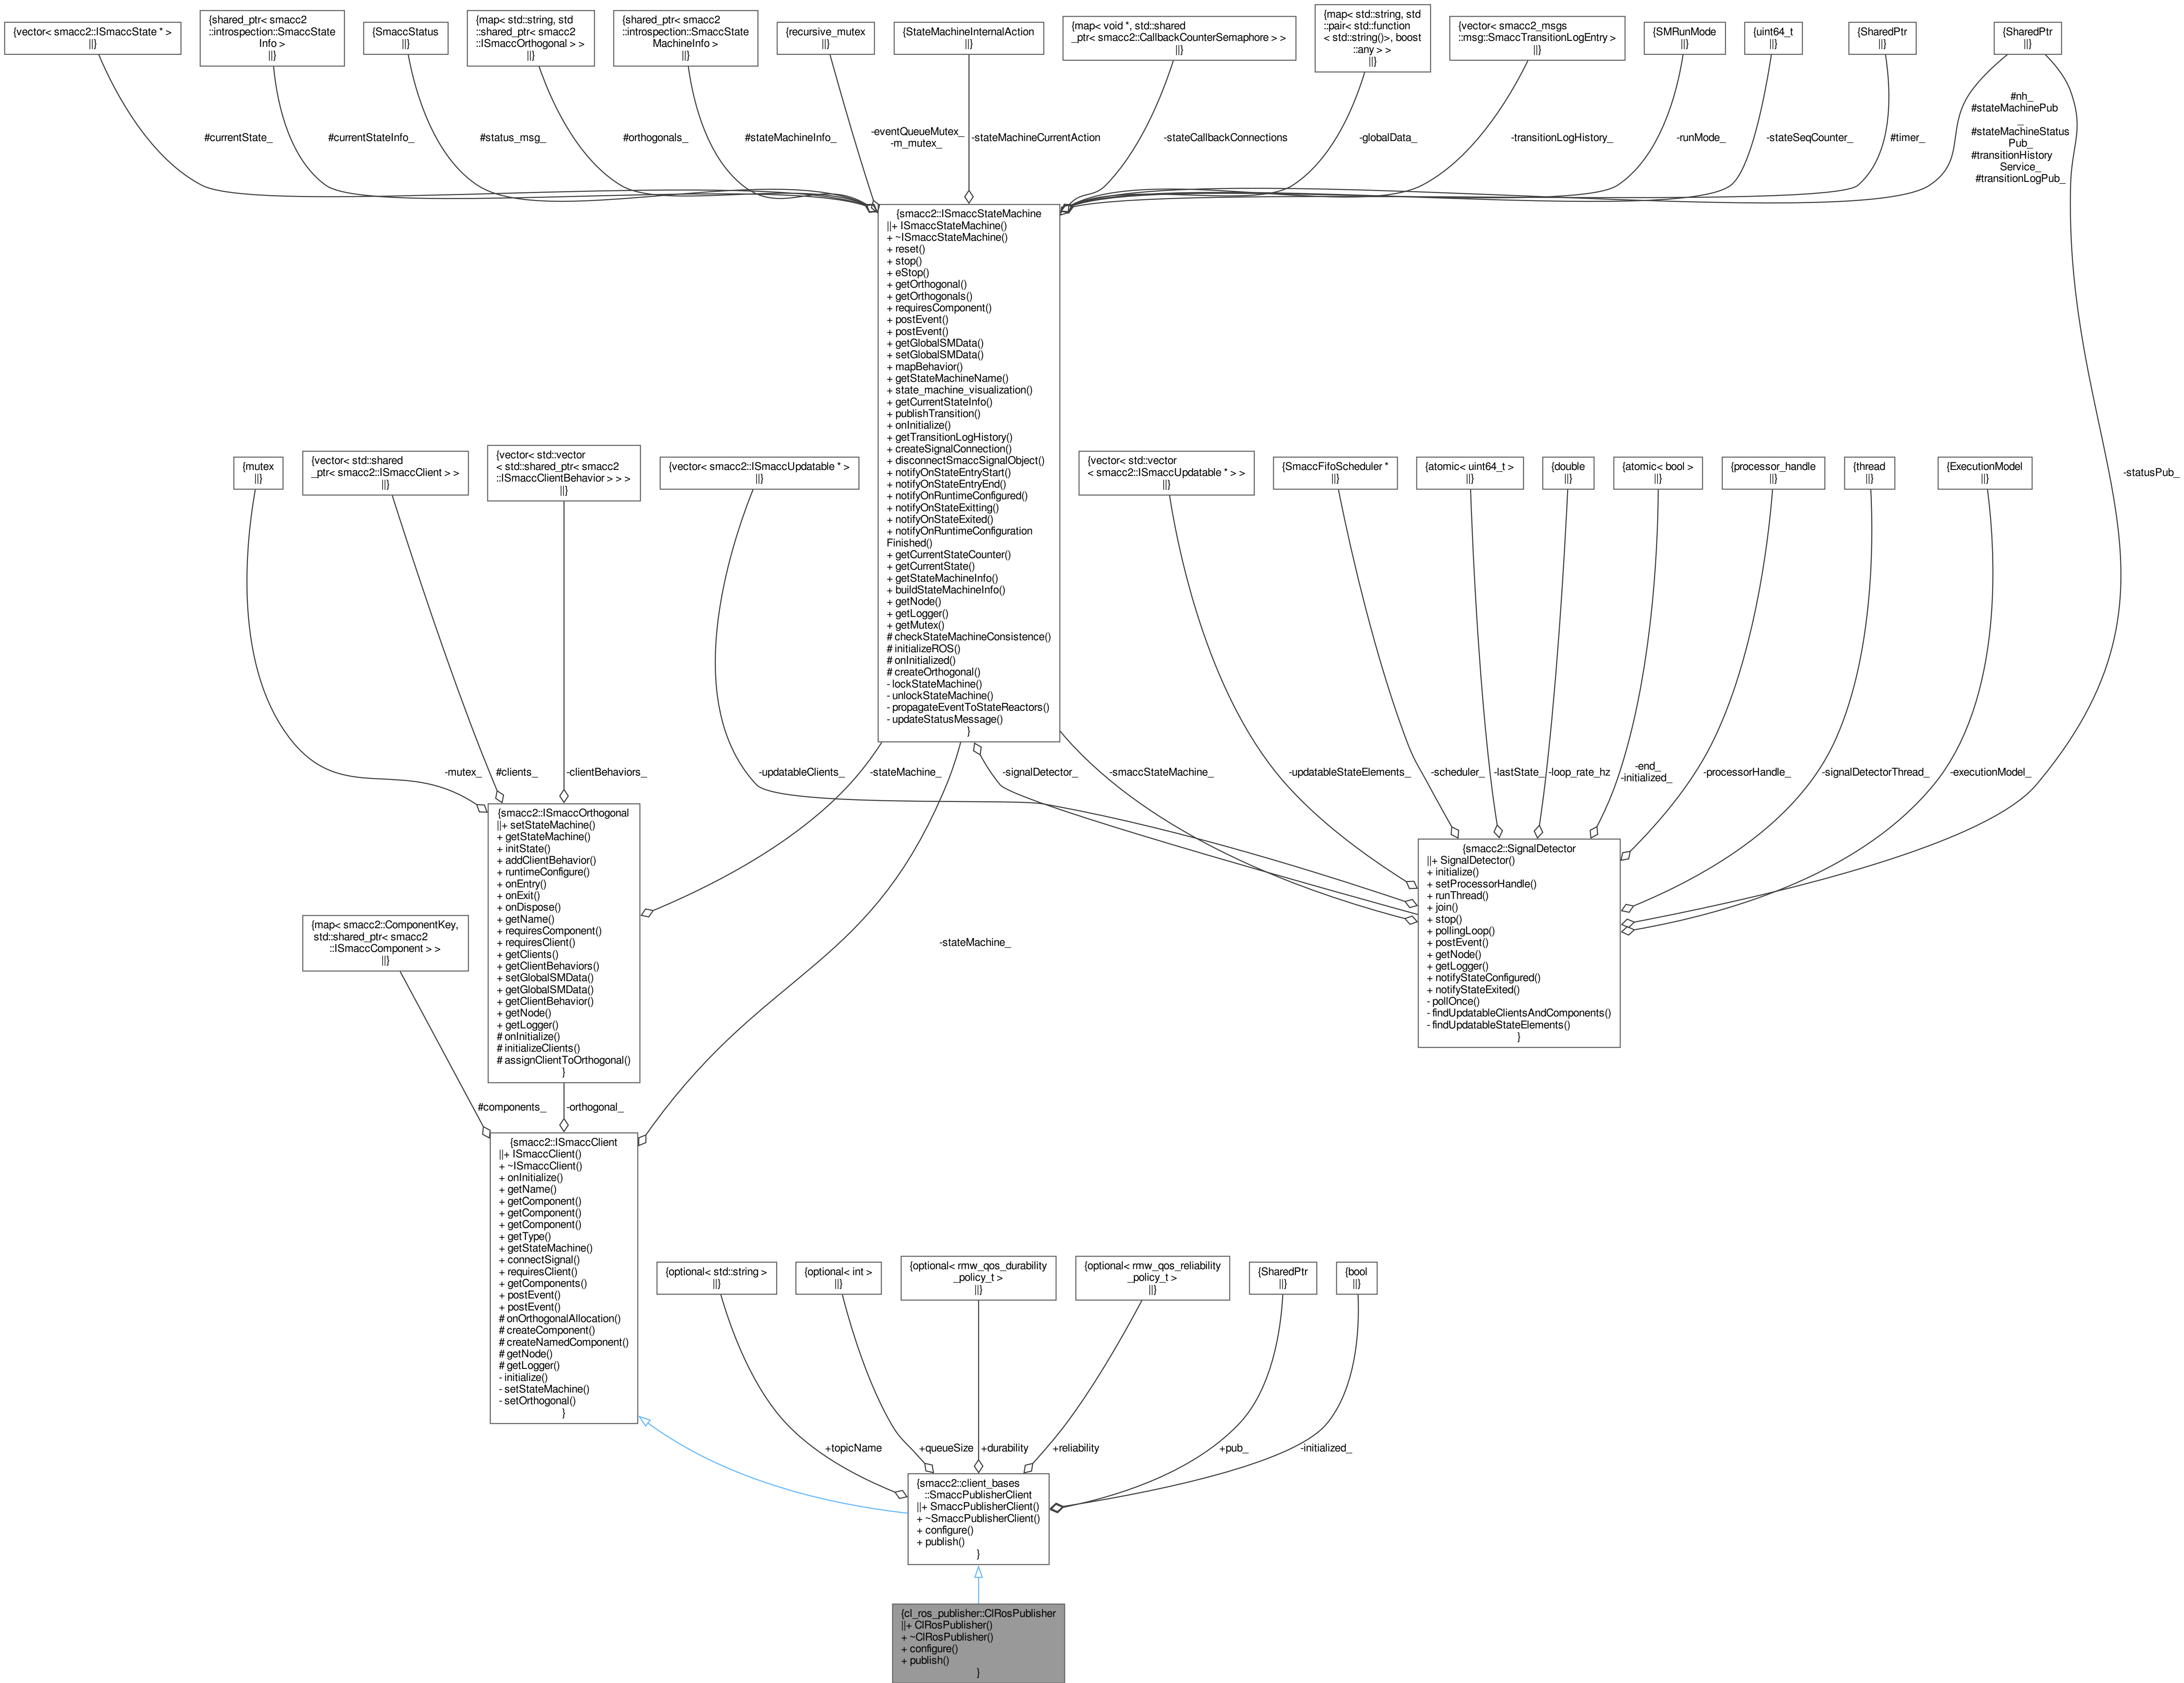 {vector< smacc2::ISmaccState * >
||}
{shared_ptr< smacc2
::introspection::SmaccState
Info >
||}
{SmaccStatus
||}
{map< std::string, std
::shared_ptr< smacc2
::ISmaccOrthogonal > >
||}
{shared_ptr< smacc2
::introspection::SmaccState
MachineInfo >
||}
{recursive_mutex
||}
{StateMachineInternalAction
||}
{map< void *, std::shared
_ptr< smacc2::CallbackCounterSemaphore > >
||}
{map< std::string, std
::pair< std::function
< std::string()>, boost
::any > >
||}
{vector< smacc2_msgs
::msg::SmaccTransitionLogEntry >
||}
{SMRunMode
||}
{uint64_t
||}
{SharedPtr
||}
{SharedPtr
||}
#currentState_
#currentStateInfo_
#status_msg_
#orthogonals_
#stateMachineInfo_
-eventQueueMutex_
-m_mutex_
-stateMachineCurrentAction
-stateCallbackConnections
-globalData_
-transitionLogHistory_
-runMode_
-stateSeqCounter_
#timer_
#nh_
#stateMachinePub
_
#stateMachineStatus
Pub_
#transitionHistory
Service_
#transitionLogPub_
{smacc2::ISmaccStateMachine
||+ ISmaccStateMachine()
+ ~ISmaccStateMachine()
+ reset()
+ stop()
+ eStop()
+ getOrthogonal()
+ getOrthogonals()
+ requiresComponent()
+ postEvent()
+ postEvent()
+ getGlobalSMData()
+ setGlobalSMData()
+ mapBehavior()
+ getStateMachineName()
+ state_machine_visualization()
+ getCurrentStateInfo()
+ publishTransition()
+ onInitialize()
+ getTransitionLogHistory()
+ createSignalConnection()
+ disconnectSmaccSignalObject()
+ notifyOnStateEntryStart()
+ notifyOnStateEntryEnd()
+ notifyOnRuntimeConfigured()
+ notifyOnStateExitting()
+ notifyOnStateExited()
+ notifyOnRuntimeConfiguration
Finished()
+ getCurrentStateCounter()
+ getCurrentState()
+ getStateMachineInfo()
+ buildStateMachineInfo()
+ getNode()
+ getLogger()
+ getMutex()
# checkStateMachineConsistence()
# initializeROS()
# onInitialized()
# createOrthogonal()
- lockStateMachine()
- unlockStateMachine()
- propagateEventToStateReactors()
- updateStatusMessage()
}
{mutex
||}
{vector< std::shared
_ptr< smacc2::ISmaccClient > >
||}
{vector< std::vector
< std::shared_ptr< smacc2
::ISmaccClientBehavior > > >
||}
{vector< smacc2::ISmaccUpdatable * >
||}
{vector< std::vector
< smacc2::ISmaccUpdatable * > >
||}
{SmaccFifoScheduler *
||}
{atomic< uint64_t >
||}
{double
||}
{atomic< bool >
||}
{processor_handle
||}
{thread
||}
{ExecutionModel
||}
-statusPub_
-mutex_
#clients_
-clientBehaviors_
-updatableClients_
-stateMachine_
-signalDetector_
-smaccStateMachine_
-updatableStateElements_
-scheduler_
-lastState_
-loop_rate_hz
-end_
-initialized_
-processorHandle_
-signalDetectorThread_
-executionModel_
{smacc2::ISmaccOrthogonal
||+ setStateMachine()
+ getStateMachine()
+ initState()
+ addClientBehavior()
+ runtimeConfigure()
+ onEntry()
+ onExit()
+ onDispose()
+ getName()
+ requiresComponent()
+ requiresClient()
+ getClients()
+ getClientBehaviors()
+ setGlobalSMData()
+ getGlobalSMData()
+ getClientBehavior()
+ getNode()
+ getLogger()
# onInitialize()
# initializeClients()
# assignClientToOrthogonal()
}
{smacc2::SignalDetector
||+ SignalDetector()
+ initialize()
+ setProcessorHandle()
+ runThread()
+ join()
+ stop()
+ pollingLoop()
+ postEvent()
+ getNode()
+ getLogger()
+ notifyStateConfigured()
+ notifyStateExited()
- pollOnce()
- findUpdatableClientsAndComponents()
- findUpdatableStateElements()
}
{map< smacc2::ComponentKey,
std::shared_ptr< smacc2
::ISmaccComponent > >
||}
-stateMachine_
#components_
-orthogonal_
{smacc2::ISmaccClient
||+ ISmaccClient()
+ ~ISmaccClient()
+ onInitialize()
+ getName()
+ getComponent()
+ getComponent()
+ getComponent()
+ getType()
+ getStateMachine()
+ connectSignal()
+ requiresClient()
+ getComponents()
+ postEvent()
+ postEvent()
# onOrthogonalAllocation()
# createComponent()
# createNamedComponent()
# getNode()
# getLogger()
- initialize()
- setStateMachine()
- setOrthogonal()
}
{optional< std::string >
||}
{optional< int >
||}
{optional< rmw_qos_durability
_policy_t >
||}
{optional< rmw_qos_reliability
_policy_t >
||}
{SharedPtr
||}
{bool
||}
+topicName
+queueSize
+durability
+reliability
+pub_
-initialized_
{smacc2::client_bases
::SmaccPublisherClient
||+ SmaccPublisherClient()
+ ~SmaccPublisherClient()
+ configure()
+ publish()
}
{cl_ros_publisher::ClRosPublisher
||+ ClRosPublisher()
+ ~ClRosPublisher()
+ configure()
+ publish()
}